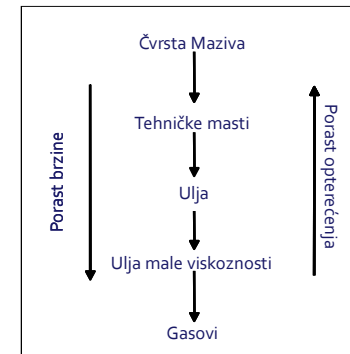 Čvrsta Maziva
Tehničke masti
Ulja
Ulja male viskoznosti
Gasovi
Porast brzine
Porast opterećenja